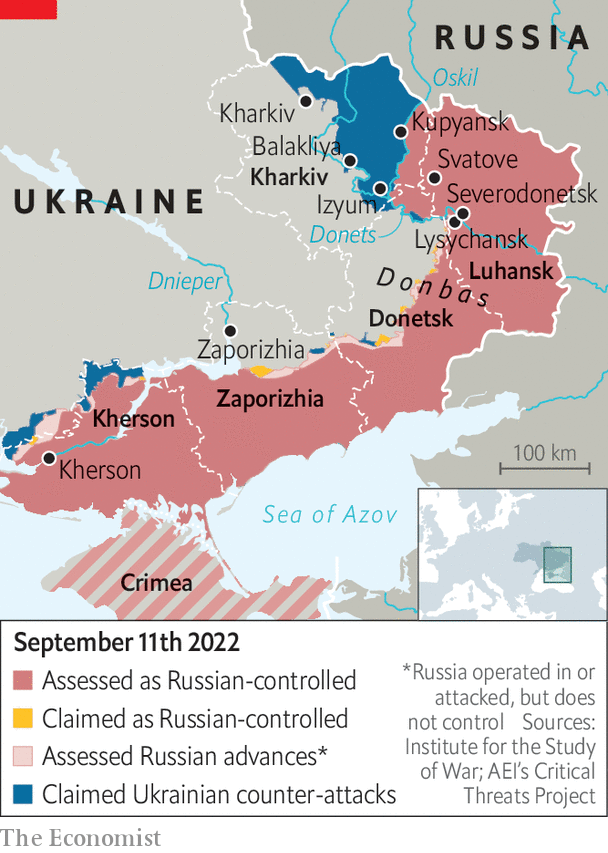 RUSSIA
Oskil
Kharkiv
Kupyansk
Balakliya
Svatove
Kharkiv
UKRAINE
Severodonetsk
Izyum
Donets
Lysychansk
Luhansk
Donbas
Dnieper
Donetsk
Zaporizhia
Zaporizhia
Kherson
100 km
Kherson
Sea of Azov
Crimea
September 11th 2022
Assessed as Russian-controlled
Claimed as Russian-controlled
Assessed Russian advances*
Claimed Ukrainian counter-attacks
*Russia operated in or
attacked, but does
not control Sources:
Institute for the Study
of War; AEI’s Critical
Threats Project
The Economist